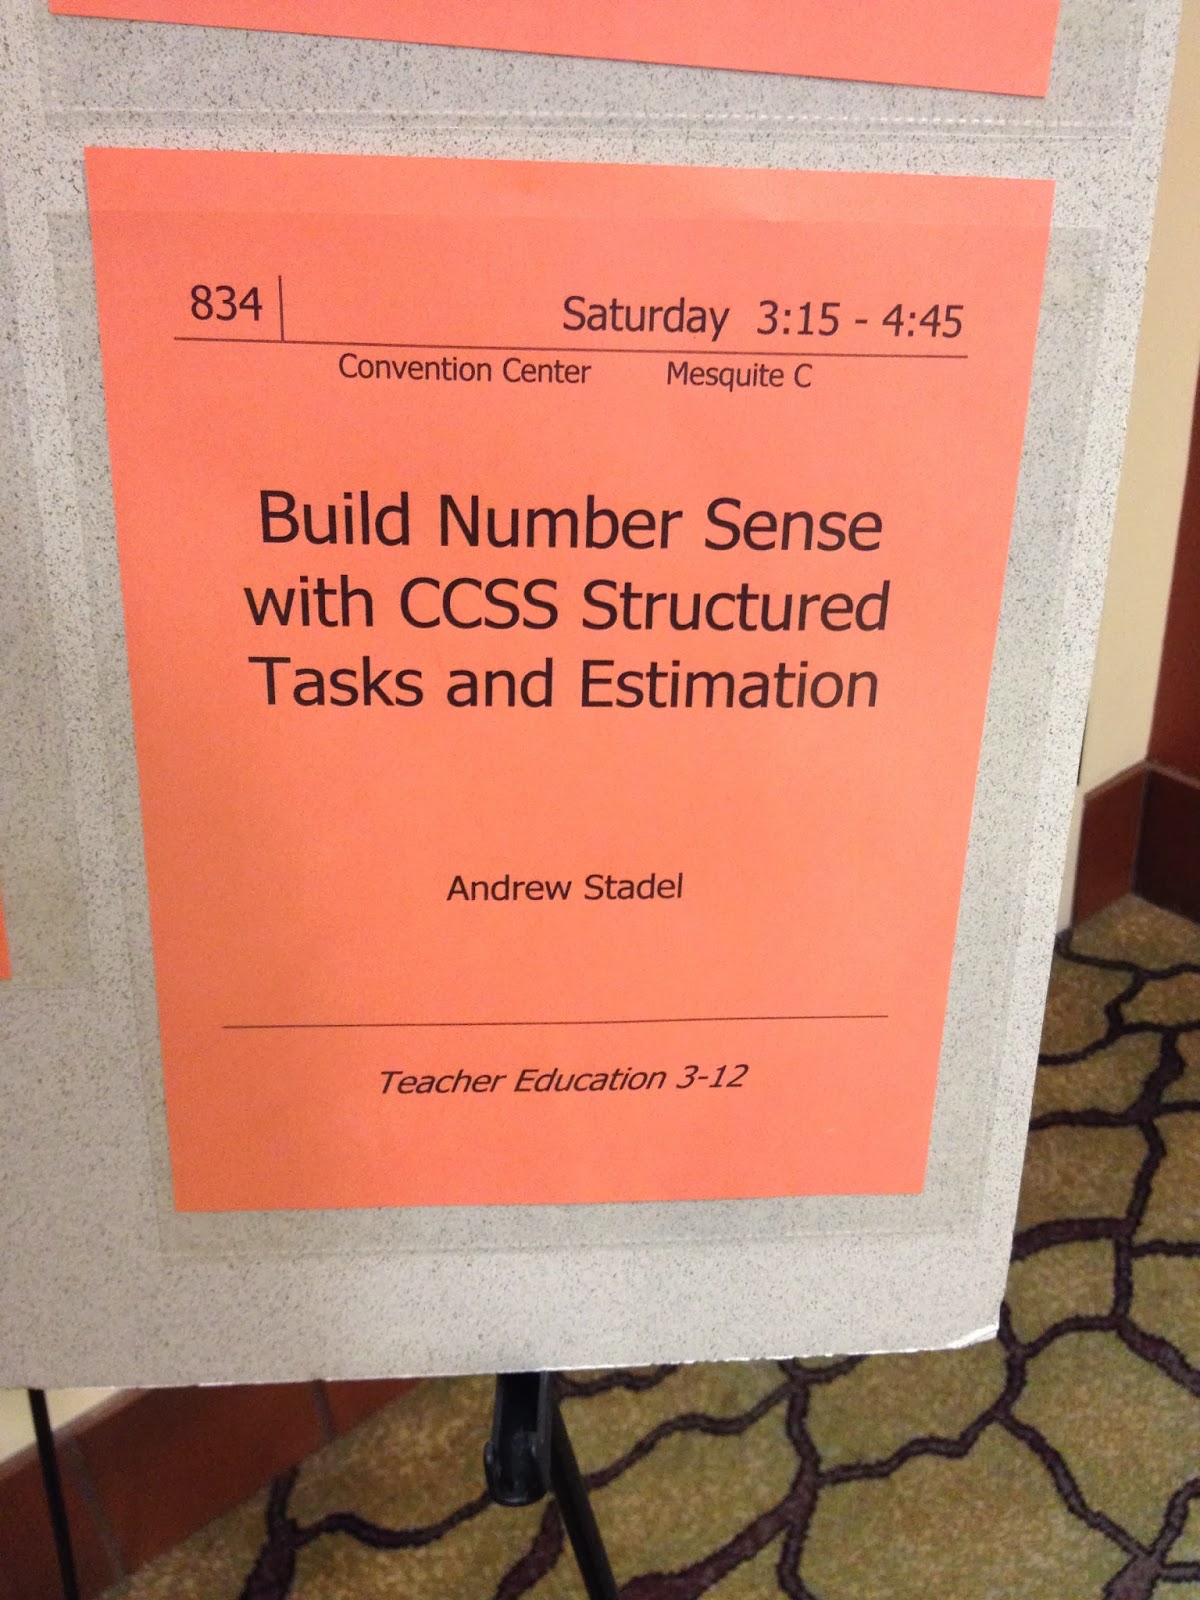 834
Saturday 3:15 - 4:45
Convention Center Mesquite C
Build Number Sense
with CCSS Structured
Tasks and Estimation
Andrew Stadel
Teacher Education 3-12